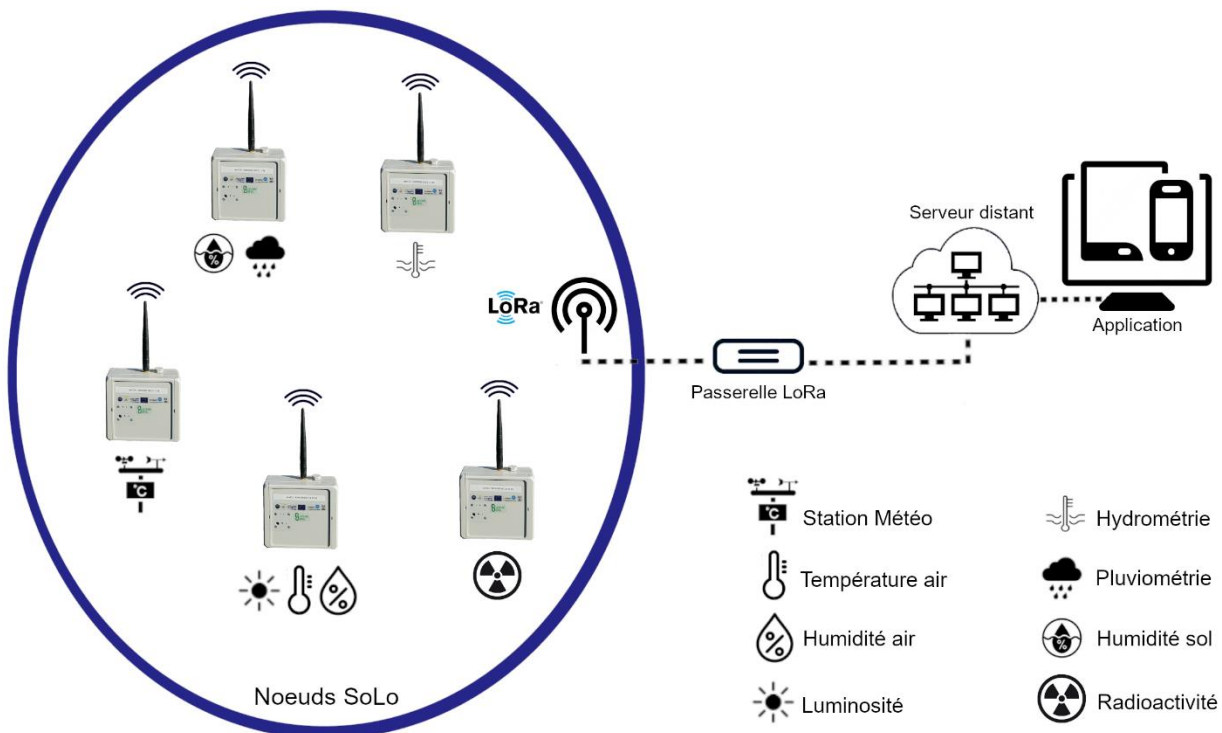 LoRa
Noeuds SoLo
Passerelle LoRa
Serveur distant
Application
°C
°C
Station Météo
Température air
%
Humidité air
Luminosité
Hydrométrie
Pluviométrie
%
Humidité sol
Radioactivité
%
%